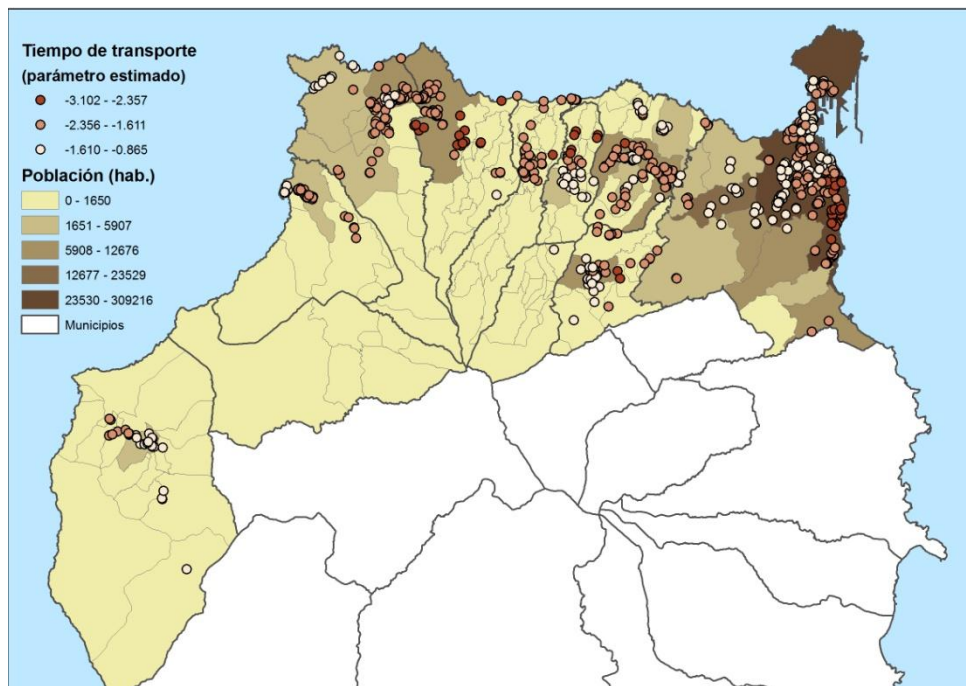 Tiempo de transporte
(parámetro estimado)
-3.102 - -2.357
-2.356 - -1.611
-1.610 - -0.865
Población (hab.)
0 - 1650
1651 - 5907
5908 - 12676
12677 - 23529
23530 - 309216
Municipios